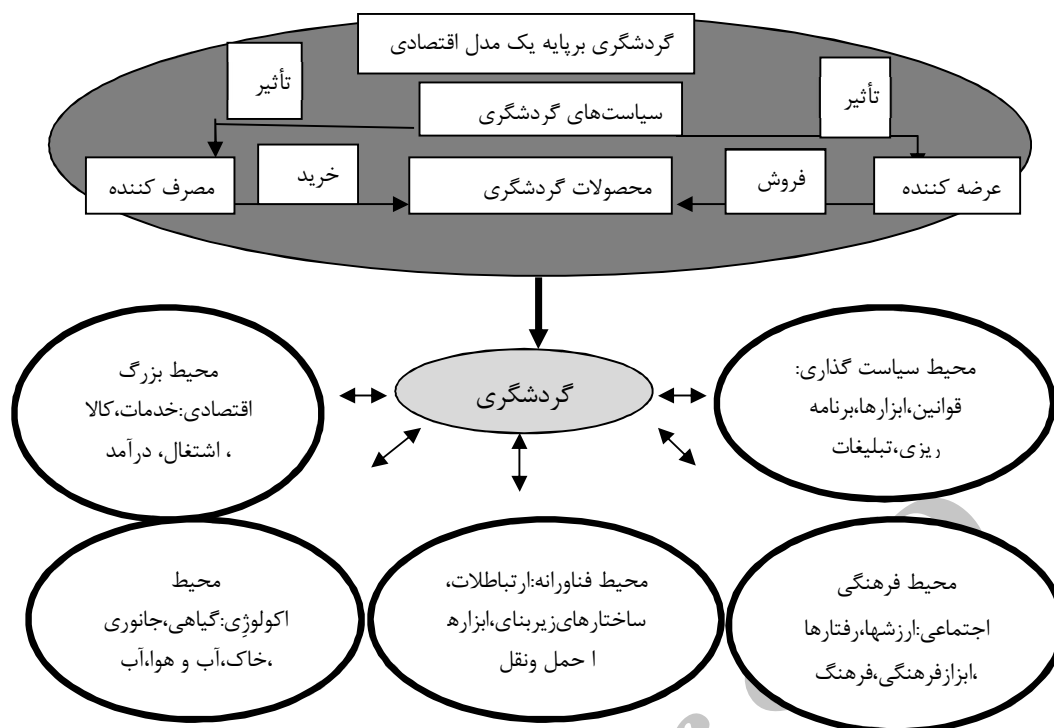 گردشگری برپایه یک مدل اقتصادی
تأثیر
تأثیر
سیاست‌های گردشگری
عرضه کننده
فروش
محصولات گردشگری
خرید
مصرف کننده
گردشگری
محیط سیاست گذاری:
قوانین،ابزارها،برنامه
ریزی،تبلیغات
محیط بزرگ
اقتصادی:خدمات،کالا
، اشتغال، درآمد
محیط فرهنگی
اجتماعی:ارزشها،رفتارها
،ابزازفرهنگی،فرهنگ
محیط فناورانه:ارتباطلات،
ساختارهای‌زیربنای،ابزاره
ا حمل ونقل
محیط
اکولوژِی:گیاهی،جانوری
،خاک،آب و هوا،آب